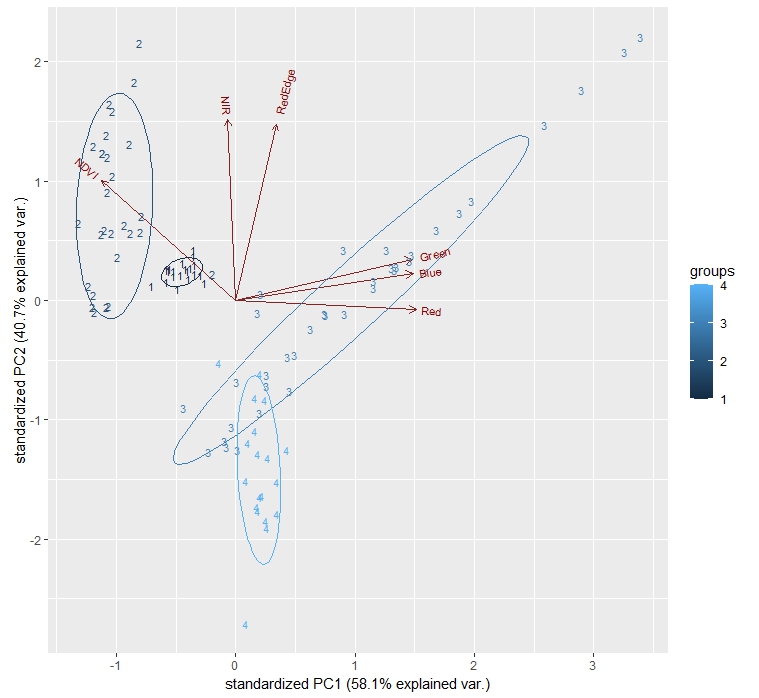 NIR
RedEdge
NDVI
Green
Blue
Red
2
1
0
-1
-2
-1
0
1
2
3
standardized PC1 (58.1% explained var.)
standardized PC2 (40.7% explained var.)
groups
4
3
2
1